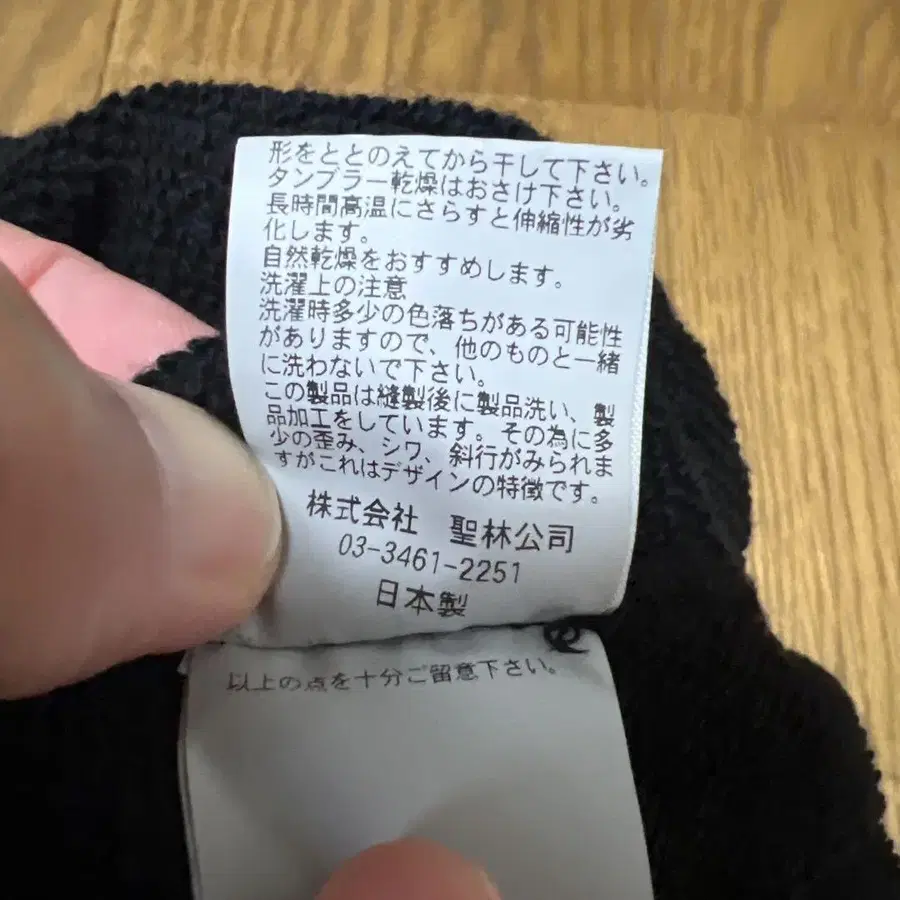 形をととのえてから干して下さい。
タンブラー乾燥はおさけ下さい。
長時間高温にさらすと伸縮性が劣
化します。
自然乾燥をおすすめします。
洗濯上の注意
洗濯時多少の色落ちがある可能性
がありますので、他のものと一緒
に洗わないで下さい。
この製品は縫製後に製品洗い、製
品加工をしています。その為に多
少の歪み、シワ、斜行がみられま
すがこれはデザインの特徴です。
株式会社 聖林公司
03-3461-2251
日本製
以上の点を十分ご留意下さい。